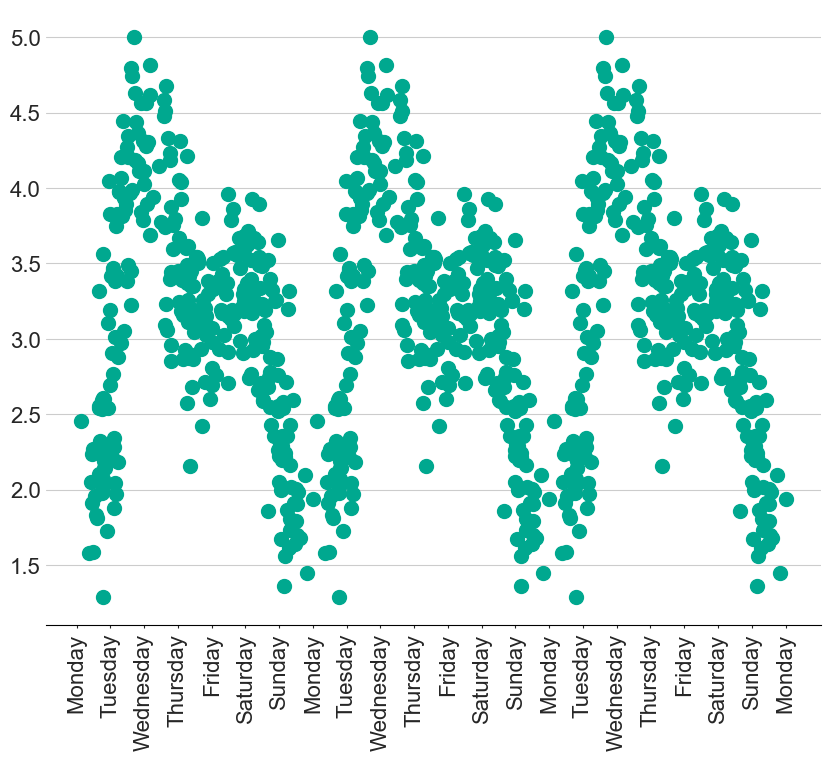 5.0
4.5
4.0
3.5
3.0
2.5
2.0
1.5
Monday
Tuesday
Wednesday
Thursday
Friday
Saturday
Sunday
Monday
Tuesday
Wednesday
Thursday
Friday
Saturday
Sunday
Monday
Tuesday
Wednesday
Thursday
Friday
Saturday
Sunday
Monday